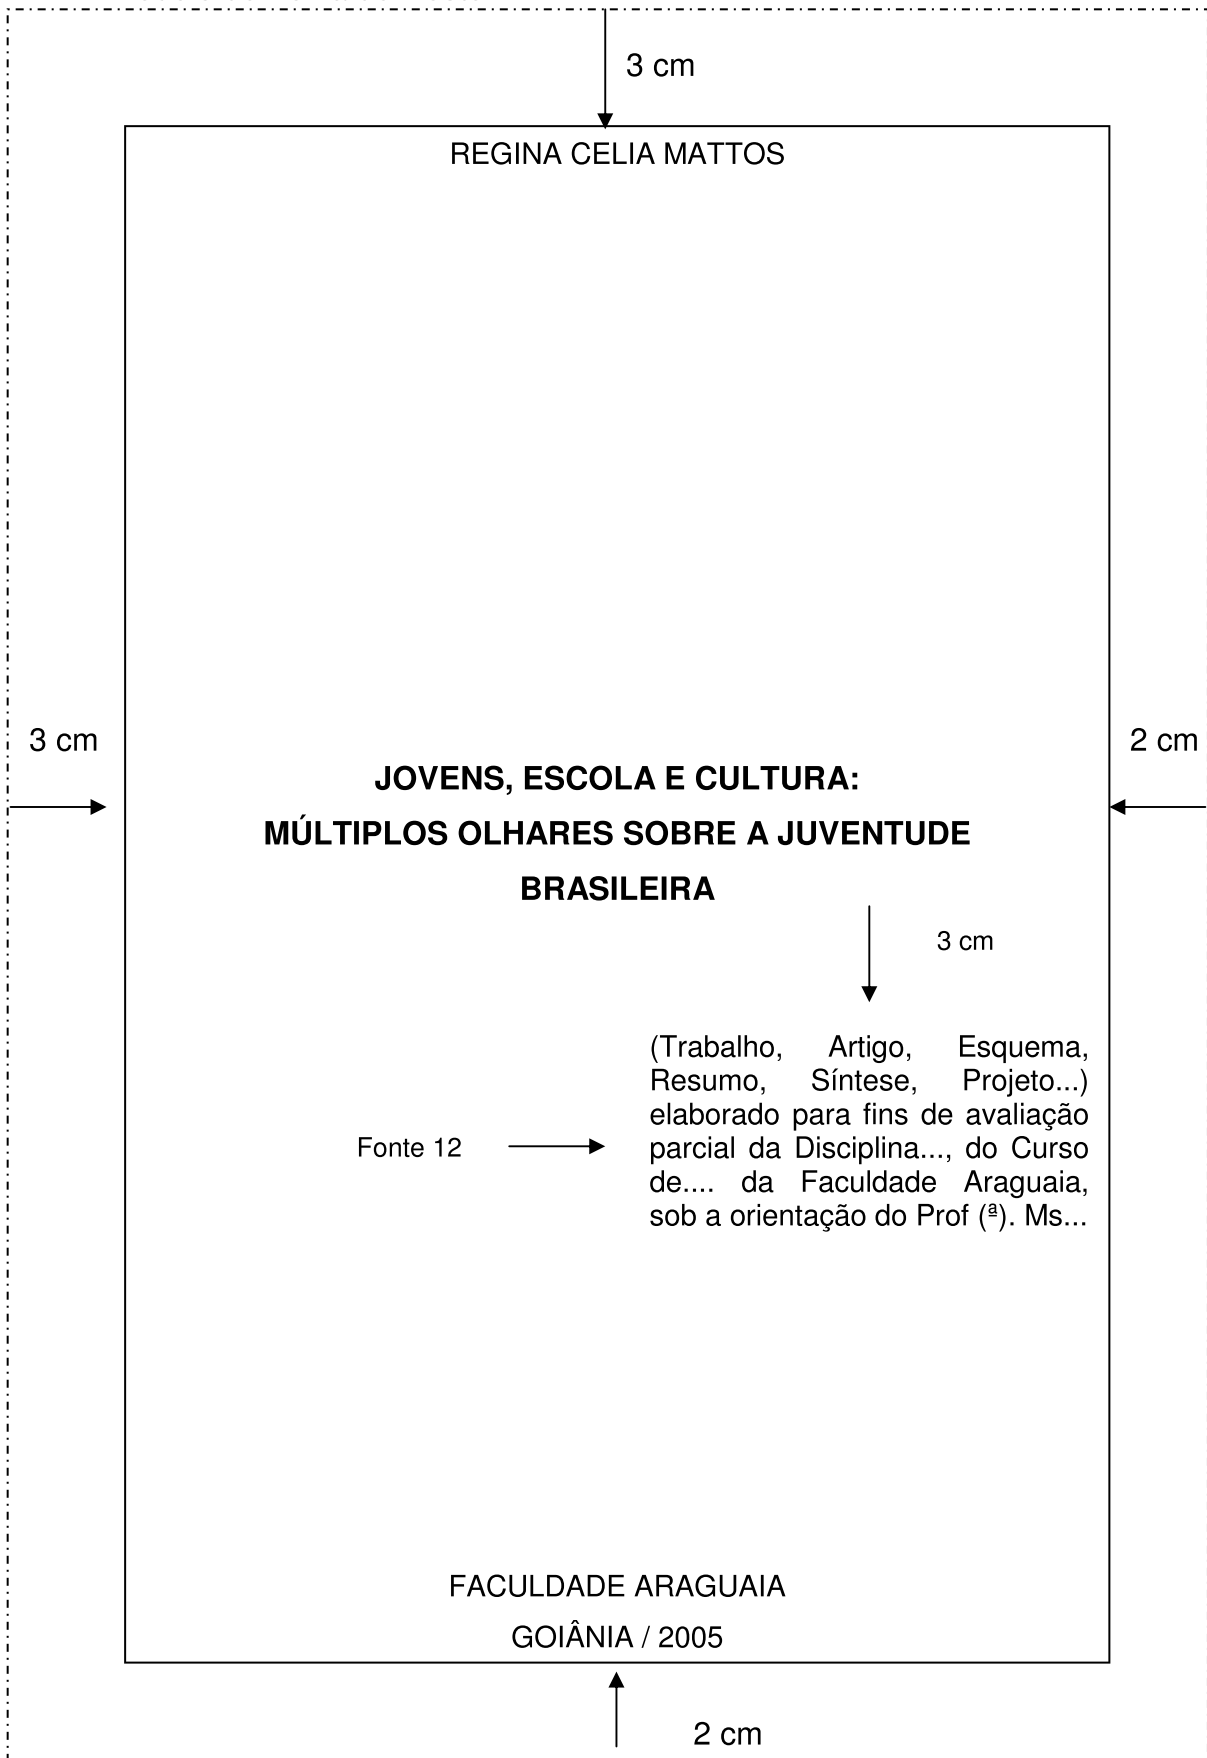 3 cm
REGINA CELIA MATTOS
3 cm
2 cm
JOVENS, ESCOLA E CULTURA:
MÚLTIPLOS OLHARES SOBRE A JUVENTUDE
BRASILEIRA
3 cm
(Trabalho, Artigo, Esquema,
Resumo, Síntese, Projeto...)
elaborado para fins de avaliação
parcial da Disciplina..., do Curso
de.... da Faculdade Araguaia,
sob a orientação do Prof (ª). Ms...
Fonte 12
FACULDADE ARAGUAIA
GOIÂNIA / 2005
2 cm